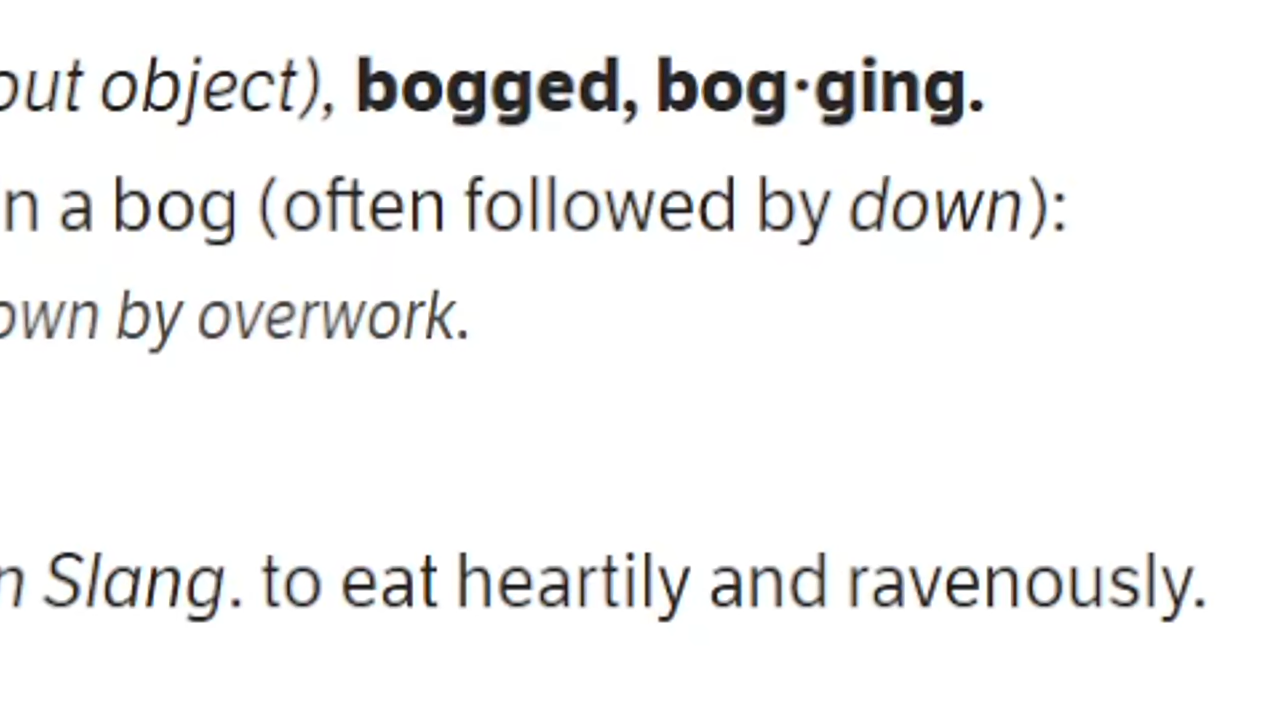 out object), bogged, bog·ging.
n a bog (often followed by down):
own by overwork.
n Slang. to eat heartily and ravenously.